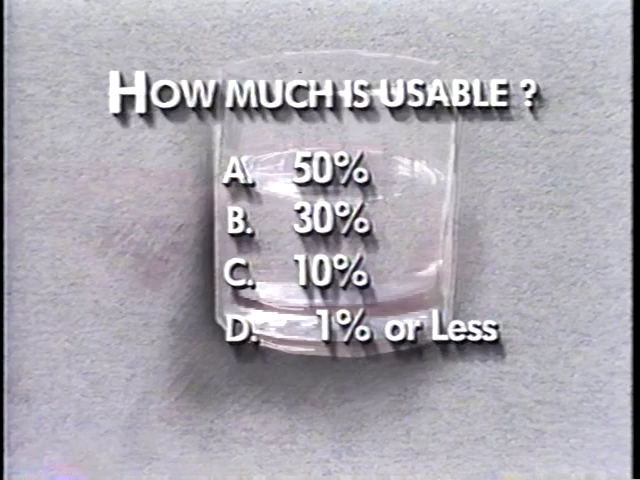 HOW MUCH IS USABLE ?
A. 50%
B. 30%
C. 10%
D. 1% or Less